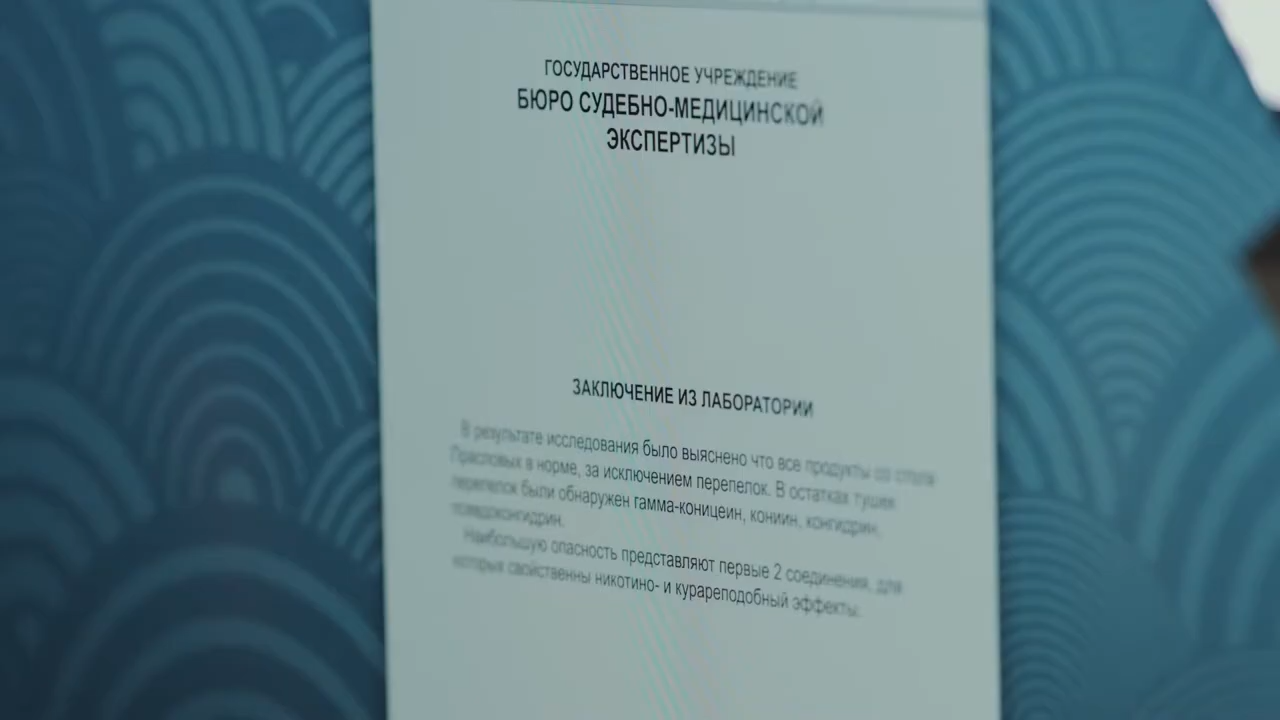 ГОСУДАРСТВЕННОЕ УЧРЕЖДЕНИЕ
БЮРО СУДЕБНО-МЕДИЦИНСКОЙ
ЭКСПЕРТИЗЫ
ЗАКЛЮЧЕНИЕ ИЗ ЛАБОРАТОРИИ
В результате исследования было выяснено что все продукты со стола
Прасловых в норме, за исключением перепелок. В остатках тушек
перепелок были обнаружен гамма-коницеин, кониин, конгидрин,
псевдоконгидрин.
Наибольшую опасность представляют первые 2 соединения, для
которых свойственны никотино- и курареподобный эффекты.